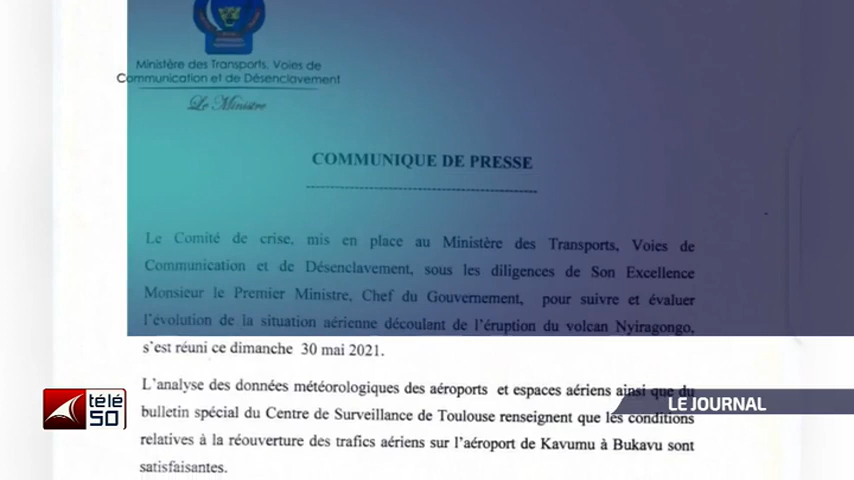 Ministère des Transports, Voies de
Communication et de Désenclavement
Le Ministre
COMMUNIQUE DE PRESSE
Le Comité de crise, mis en place au Ministère des Transports, Voies de
Communication et de Désenclavement, sous les diligences de Son Excellence
Monsieur le Premier Ministre, Chef du Gouvernement, pour suivre et évaluer
l'évolution de la situation aérienne découlant de l'éruption du volcan Nyiragongo,
s'est réuni ce dimanche 30 mai 2021.
L'analyse des données météorologiques des aéroports et espaces aériens ainsi que du
bulletin spécial du Centre de Surveillance de Toulouse renseignent que les conditions
relatives à la réouverture des trafics aériens sur l'aéroport de Kavumu à Bukavu sont
satisfaisantes.
télé
50
LE JOURNAL